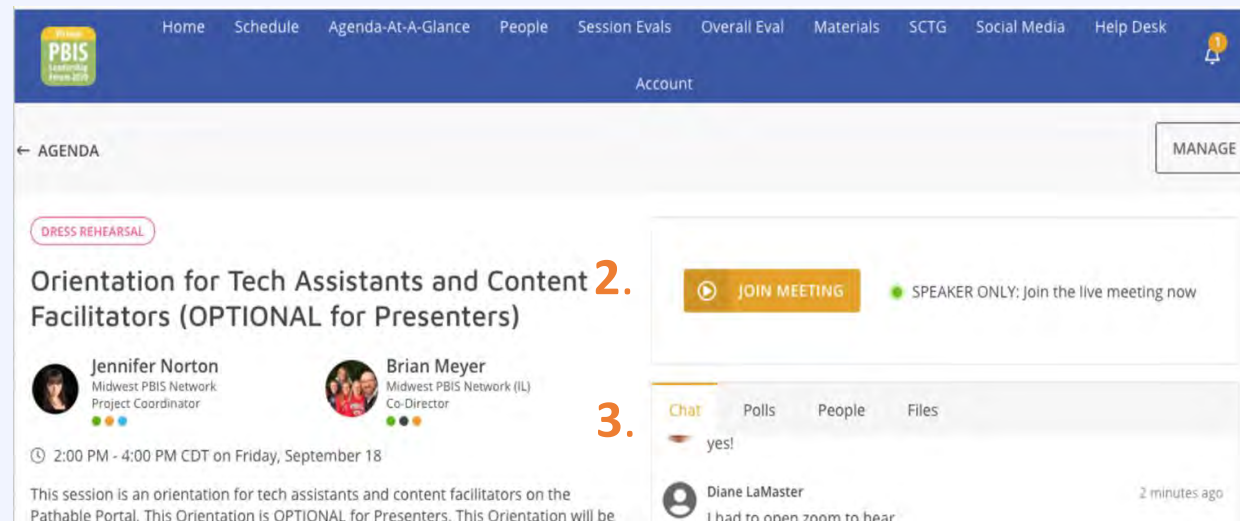 Virtual
PBIS
Leadership
Forum 2020
Home Schedule Agenda-At-A-Glance People Session Evals Overall Eval Materials SCTG Social Media Help Desk
1
Account
← AGENDA
MANAGE
DRESS REHEARSAL
Orientation for Tech Assistants and Content
Facilitators (OPTIONAL for Presenters)
Jennifer Norton
Midwest PBIS Network
Project Coordinator
Brian Meyer
Midwest PBIS Network (IL)
Co-Director
2:00 PM - 4:00 PM CDT on Friday, September 18
This session is an orientation for tech assistants and content facilitators on the
Pathable Portal. This Orientation is OPTIONAL for Presenters. This Orientation will be
2.
JOIN MEETING
SPEAKER ONLY: Join the live meeting now
3.
Chat Polls People Files
yes!
Diane LaMaster
2 minutes ago
I had to open zoom to hear